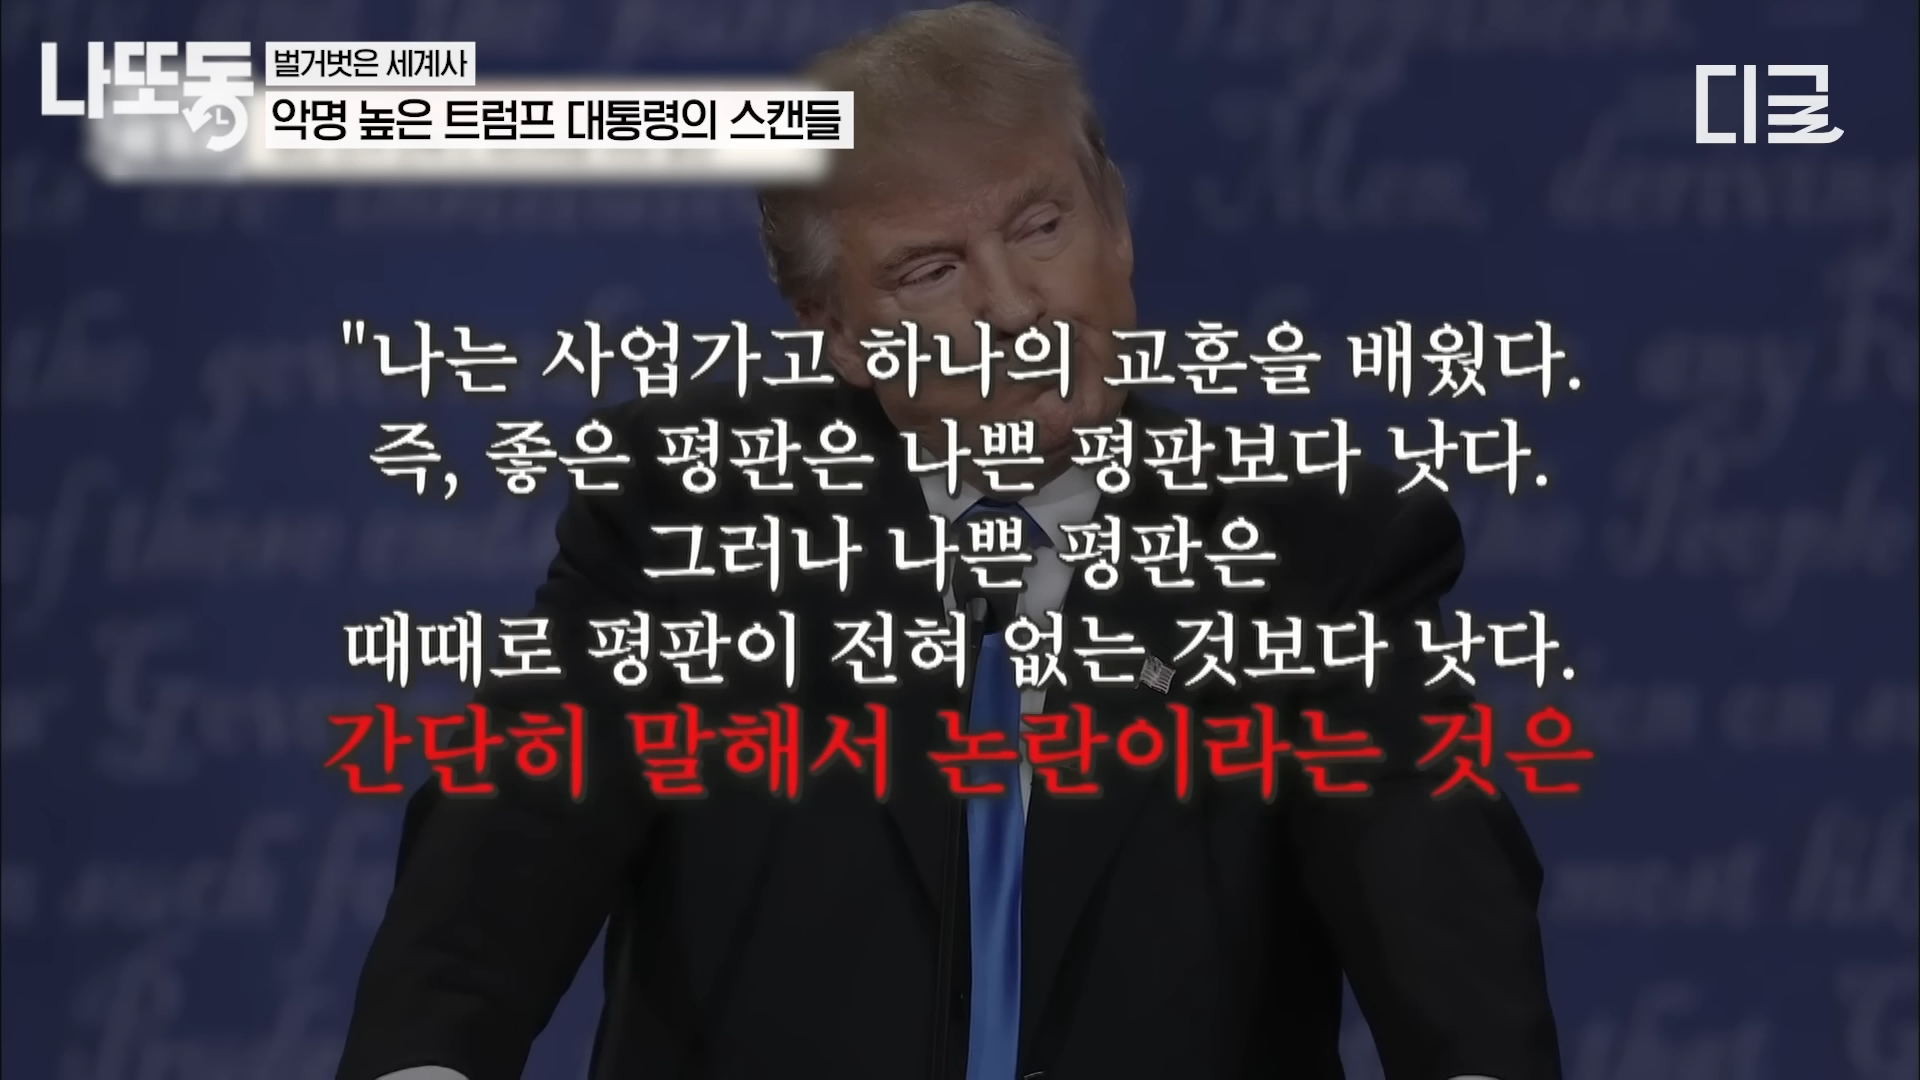 나또동
벌거벗은 세계사
악명 높은 트럼프 대통령의 스캔들
디글
"나는 사업가고 하나의 교훈을 배웠다.
즉, 좋은 평판은 나쁜 평판보다 낫다.
그러나 나쁜 평판은
때때로 평판이 전혀 없는 것보다 낫다.
간단히 말해서 논란이라는 것은